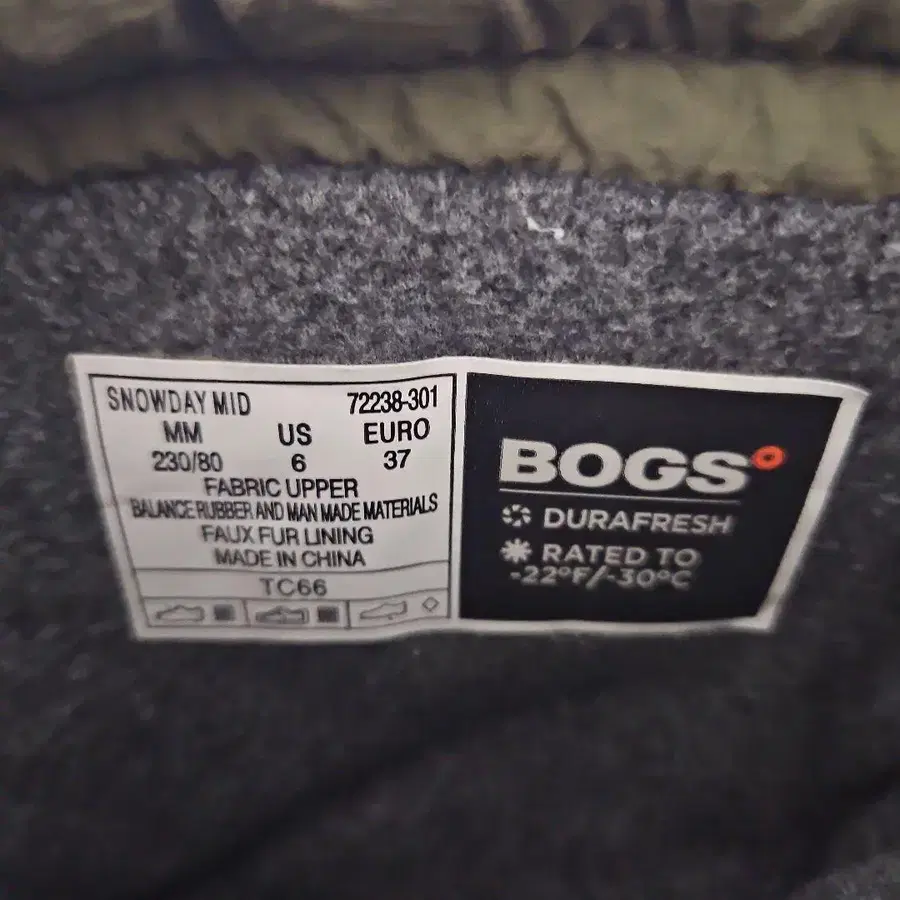 SNOWDAY MID 72238-301
MM US EURO
230/80 6 37
FABRIC UPPER
BALANCE RUBBER AND MAN MADE MATERIALS
FAUX FUR LINING
MADE IN CHINA
TC66
BOGS
DURAFRESH
RATED TO
-22°F/-30°C